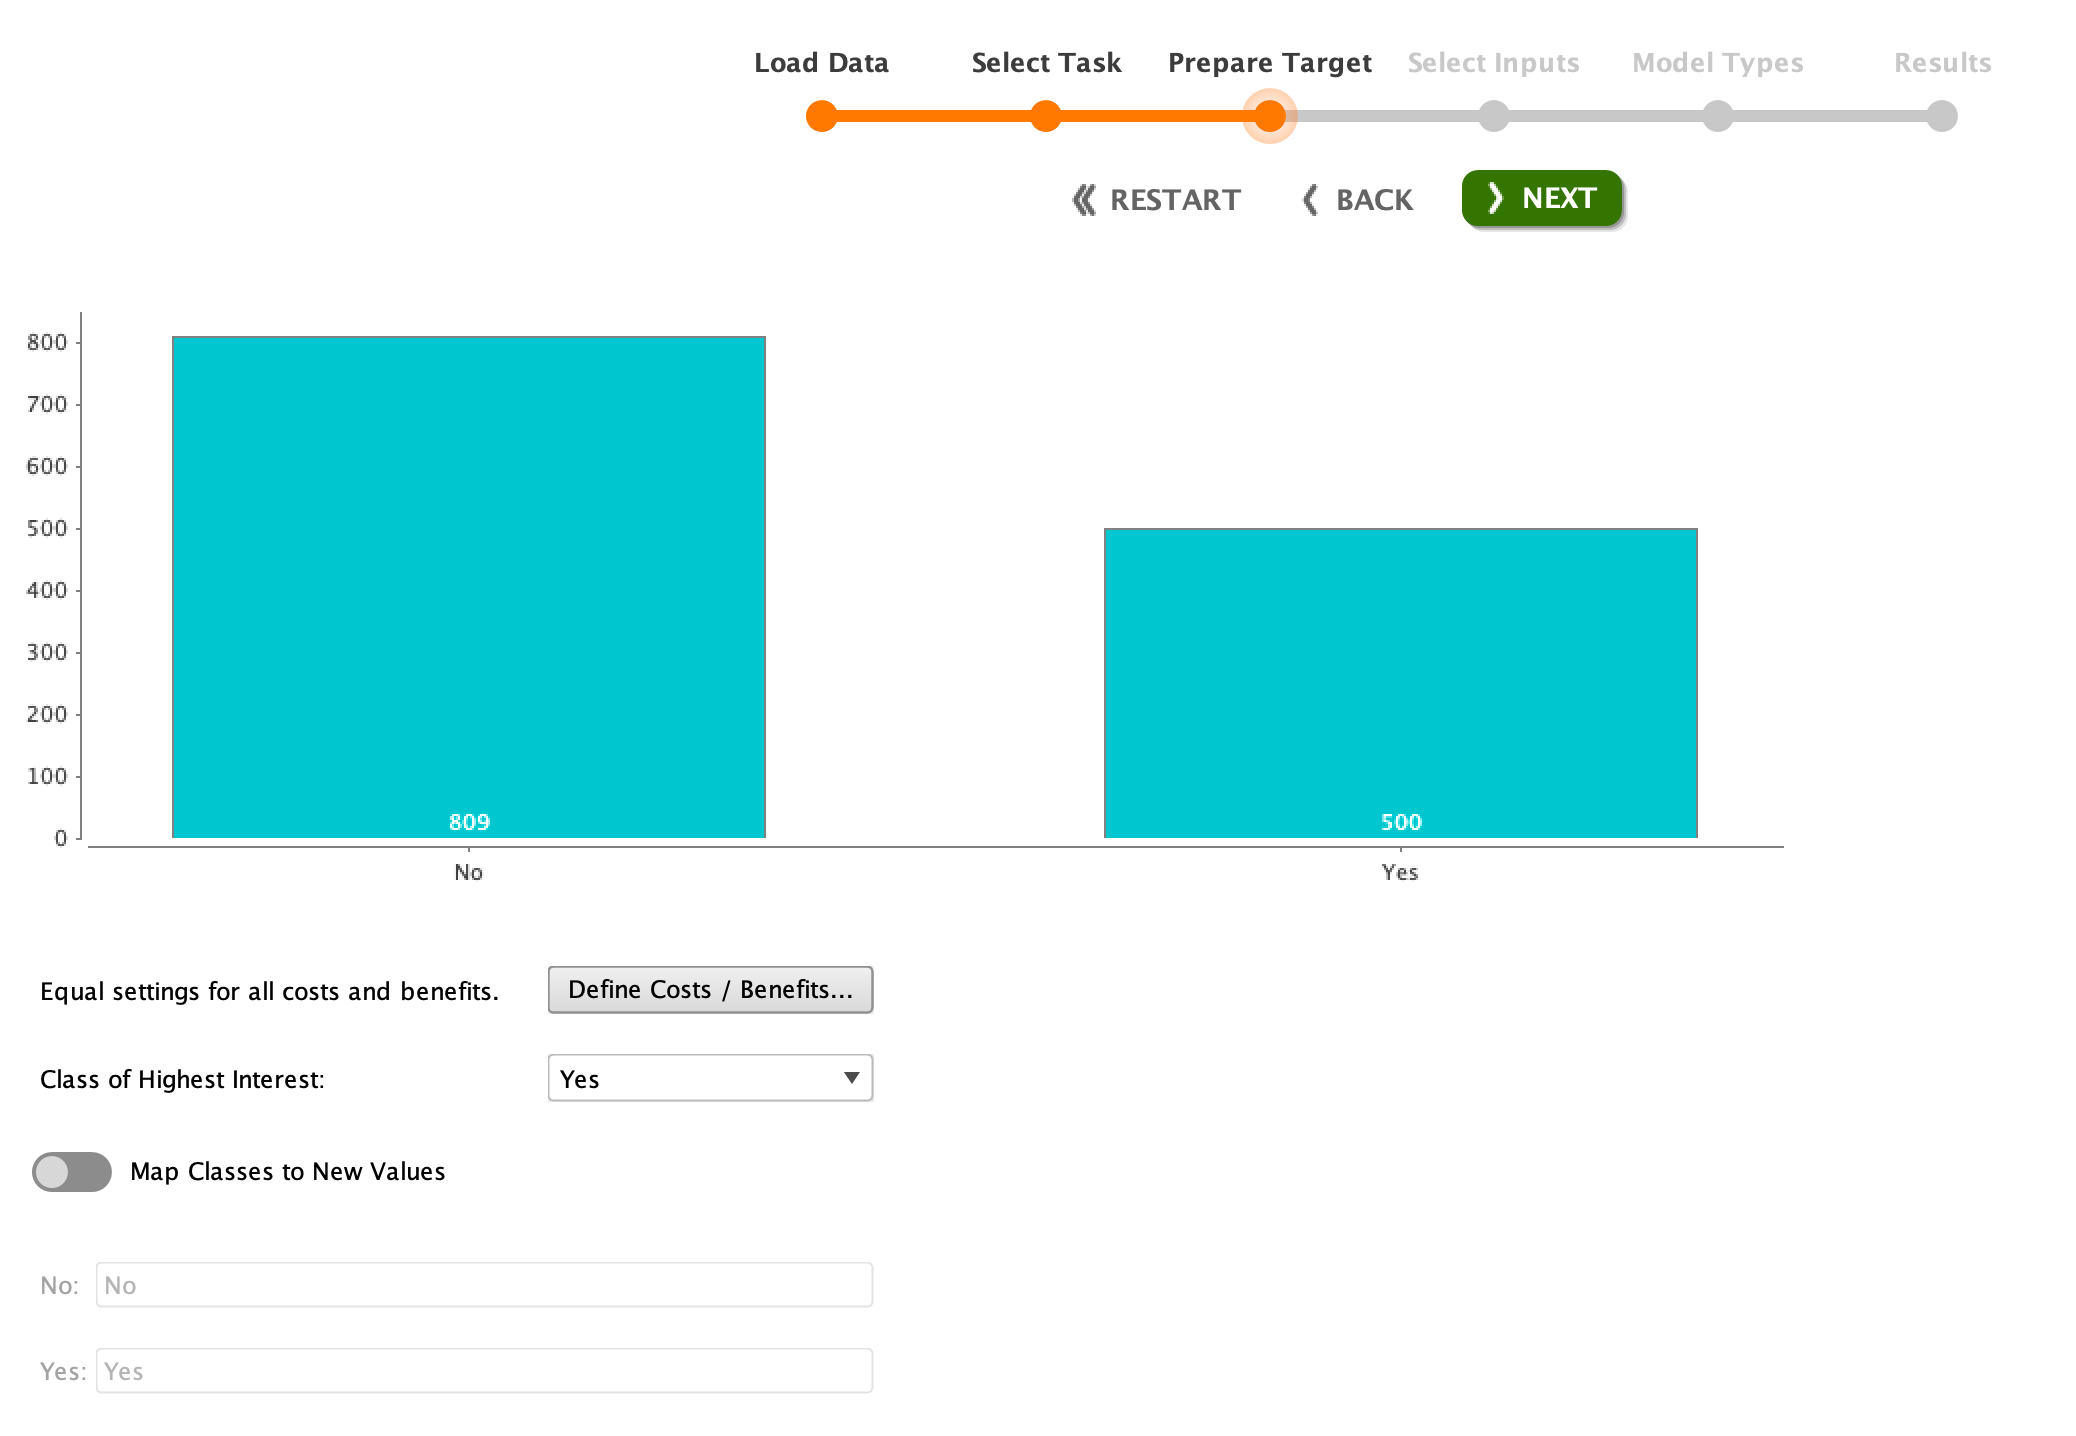 Load Data Select Task Prepare Target Select Inputs Model Types Results
RESTART BACK NEXT
800
700
600
500
400
300
200
100
0
809 500
No Yes
Equal settings for all costs and benefits. Define Costs / Benefits...
Class of Highest Interest: Yes
Map Classes to New Values
No: No
Yes: Yes